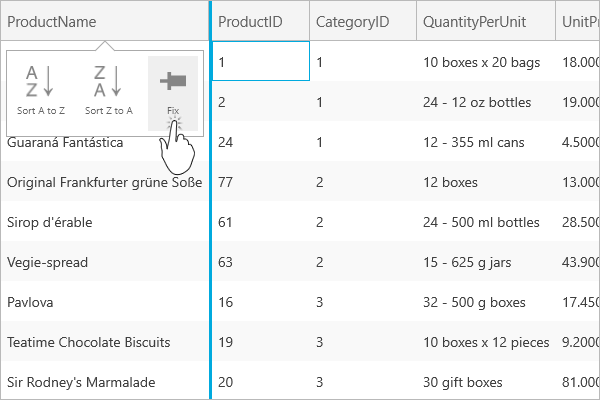 ProductName ProductID CategoryID QuantityPerUnit UnitPr
1 1 10 boxes x 20 bags 18.000
Sort A to Z Sort Z to A Fix
2 1 24 - 12 oz bottles 19.000
Guaraná Fantástica 24 1 12 - 355 ml cans 4.5000
Original Frankfurter grüne Soße 77 2 12 boxes 13.000
Sirop d'érable 61 2 24 - 500 ml bottles 28.500
Vegie-spread 63 2 15 - 625 g jars 43.900
Pavlova 16 3 32 - 500 g boxes 17.450
Teatime Chocolate Biscuits 19 3 10 boxes x 12 pieces 9.2000
Sir Rodney's Marmalade 20 3 30 gift boxes 81.000